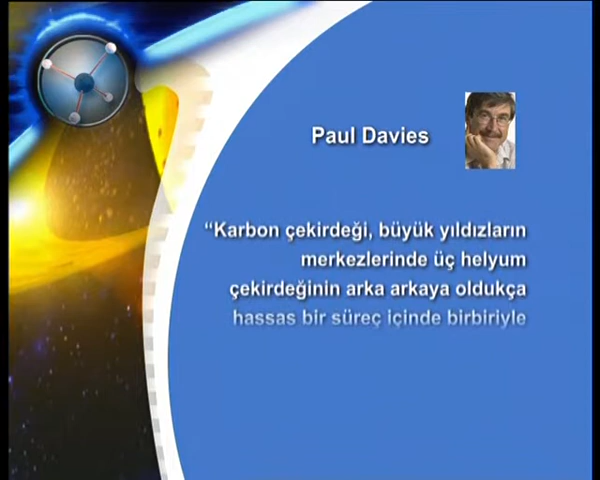 Paul Davies
“Karbon çekirdeği, büyük yıldızların
merkezlerinde üç helyum
çekirdeğinin arka arkaya oldukça
hassas bir süreç içinde birbiriyle